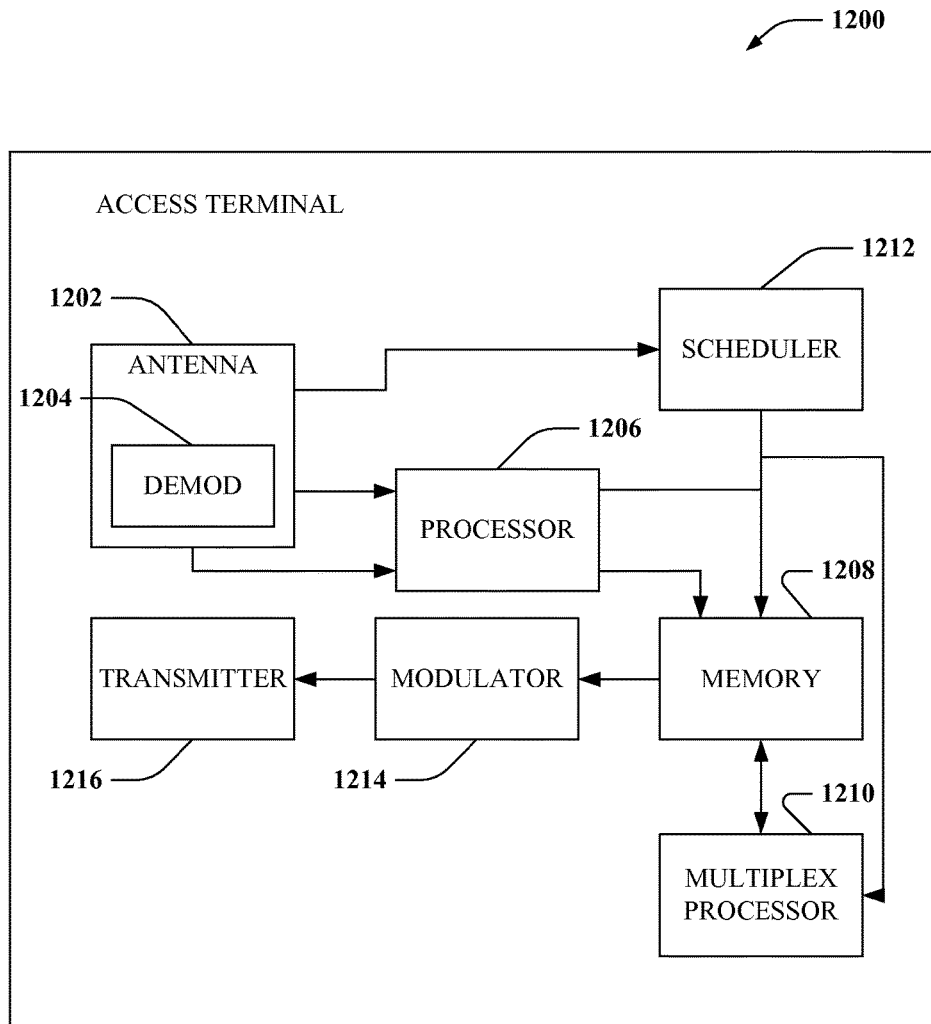 1200
ACCESS TERMINAL
1212
1202
SCHEDULER
ANTENNA
1204
1206
DEMOD
PROCESSOR
1208
TRANSMITTER
MODULATOR
MEMORY
1216
1214
1210
MULTIPLEX
PROCESSOR